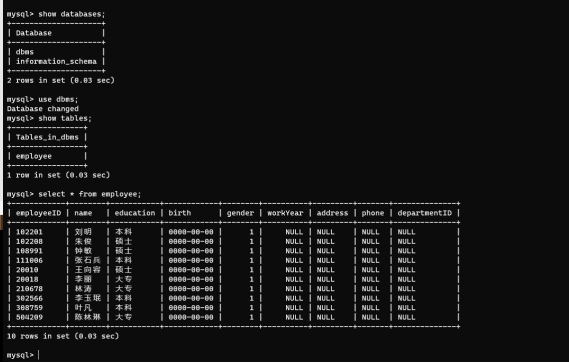 mysql> show databases;
+--------------------+
| Database           |
+--------------------+
| dbms               |
| information_schema |
+--------------------+
2 rows in set (0.03 sec)
mysql> use dbms;
Database changed
mysql> show tables;
+----------------+
| Tables_in_dbms |
+----------------+
| employee       |
+----------------+
1 row in set (0.03 sec)
mysql> select * from employee;
+------------+--------+-----------+------------+--------+----------+---------+-------+--------------+
| employeeID | name   | education | birth      | gender | workYear | address | phone | departmentID |
+------------+--------+-----------+------------+--------+----------+---------+-------+--------------+
| 102201     | 刘明   | 本科      | 0000-00-00 |      1 |     NULL | NULL    | NULL  | NULL         |
| 102208     | 朱俊   | 硕士      | 0000-00-00 |      1 |     NULL | NULL    | NULL  | NULL         |
| 108991     | 钟敏   | 硕士      | 0000-00-00 |      1 |     NULL | NULL    | NULL  | NULL         |
| 111006     | 张石兵 | 本科      | 0000-00-00 |      1 |     NULL | NULL    | NULL  | NULL         |
| 20010      | 王向容 | 硕士      | 0000-00-00 |      1 |     NULL | NULL    | NULL  | NULL         |
| 20018      | 李丽   | 大专      | 0000-00-00 |      1 |     NULL | NULL    | NULL  | NULL         |
| 210678     | 林涛   | 大专      | 0000-00-00 |      1 |     NULL | NULL    | NULL  | NULL         |
| 302566     | 李玉珉 | 本科      | 0000-00-00 |      1 |     NULL | NULL    | NULL  | NULL         |
| 308759     | 叶凡   | 本科      | 0000-00-00 |      1 |     NULL | NULL    | NULL  | NULL         |
| 504209     | 陈林琳 | 大专      | 0000-00-00 |      1 |     NULL | NULL    | NULL  | NULL         |
+------------+--------+-----------+------------+--------+----------+---------+-------+--------------+
10 rows in set (0.03 sec)
mysql>